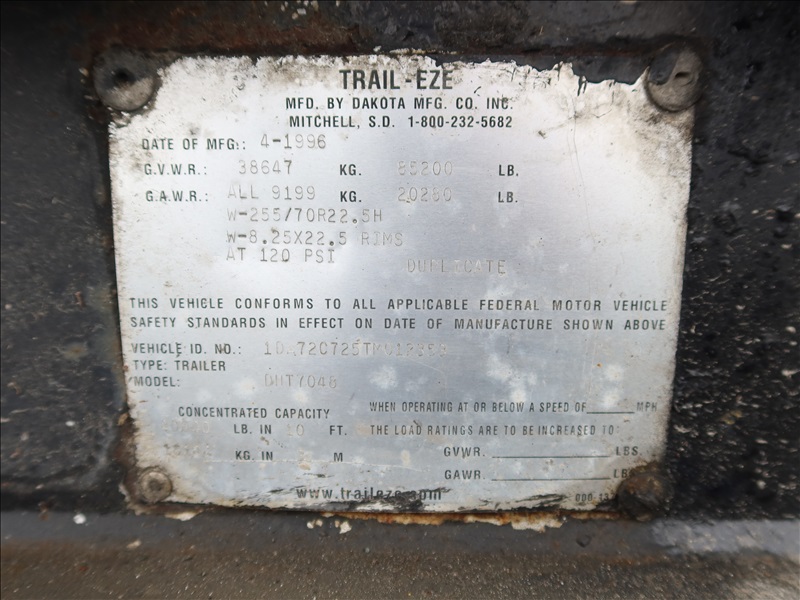 TRAIL-EZE
MFD. BY DAKOTA MFG. CO. INC.
MITCHELL, S.D. 1-800-232-5682
DATE OF MFG.: 4-1996
G.V.W.R.: 38647 KG. 85200 LB.
G.A.W.R.: ALL 9199 KG. 20280 LB.
W-255/70R22.5H
W-8.25X22.5 RIMS
AT 120 PSI
DUPLICATE
THIS VEHICLE CONFORMS TO ALL APPLICABLE FEDERAL MOTOR VEHICLE
SAFETY STANDARDS IN EFFECT ON DATE OF MANUFACTURE SHOWN ABOVE
VEHICLE ID. NO.:
TYPE: TRAILER
MODEL: DHT7048
CONCENTRATED CAPACITY
LB. IN 10 FT.
KG. IN M
WHEN OPERATING AT OR BELOW A SPEED OF MPH
THE LOAD RATINGS ARE TO BE INCREASED TO:
GVWR. LBS.
GAWR. LBS
www.traileze.com